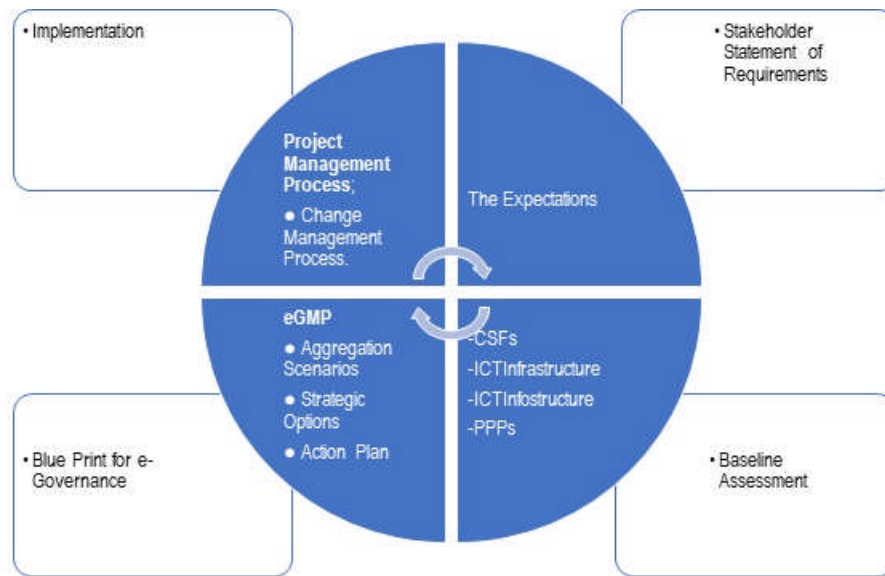 • Implementation
• Stakeholder
Statement of
Requirements
Project
Management
Process;
● Change
Management
Process.
The Expectations
eGMP
● Aggregation
Scenarios
● Strategic
Options
● Action Plan
-CSFs
-ICTInfrastructure
-ICTInfostructure
-PPPs
• Blue Print for e-
Governance
• Baseline
Assessment